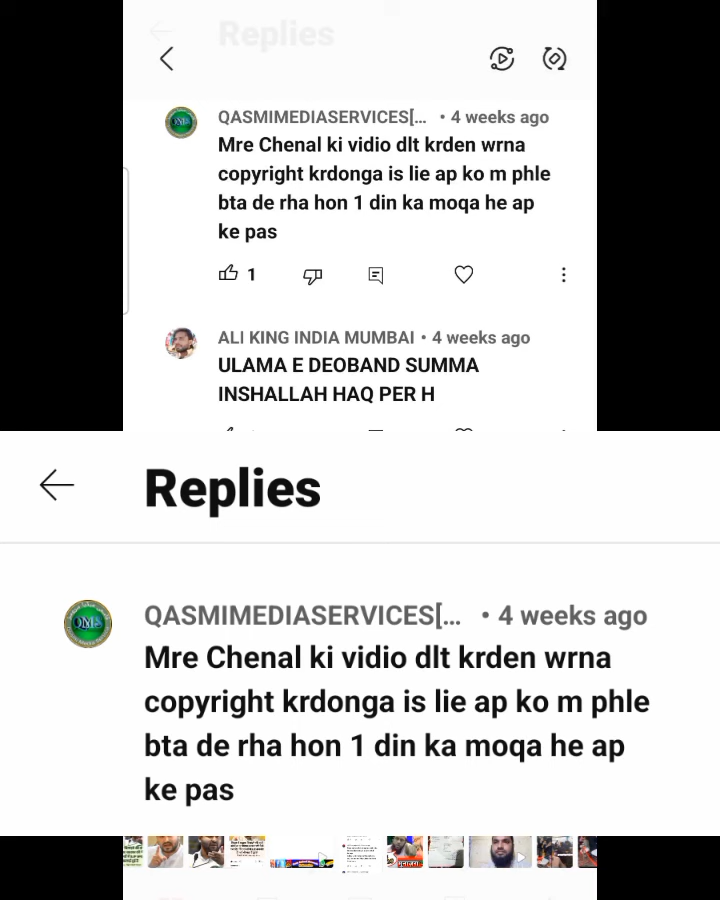 Replies
QASMIMEDIASERVICES[... • 4 weeks ago
Mre Chenal ki vidio dlt krden wrna
copyright krdonga is lie ap ko m phle
bta de rha hon 1 din ka moqa he ap
ke pas
1
ALI KING INDIA MUMBAI • 4 weeks ago
ULAMA E DEOBAND SUMMA
INSHALLAH HAQ PER H
Replies
QMS
QASMIMEDIASERVICES[... • 4 weeks ago
Mre Chenal ki vidio dlt krden wrna
copyright krdonga is lie ap ko m phle
bta de rha hon 1 din ka moqa he ap
ke pas